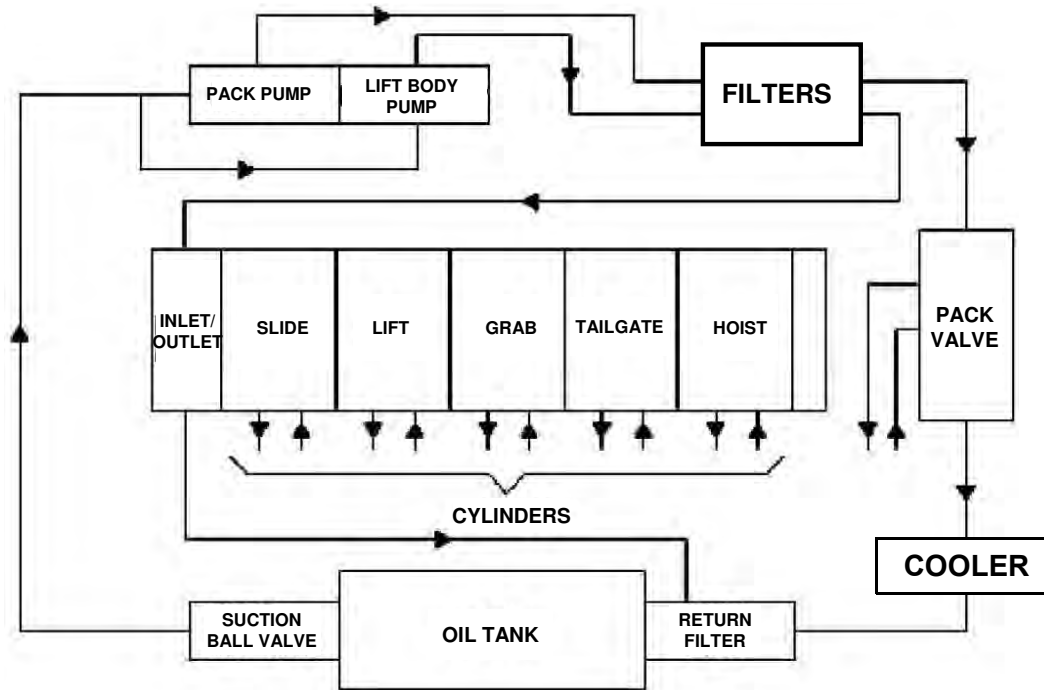 PACK PUMP
LIFT BODY
PUMP
FILTERS
INLET/
OUTLET
SLIDE
LIFT
GRAB
TAILGATE
HOIST
PACK
VALVE
CYLINDERS
COOLER
SUCTION
BALL VALVE
OIL TANK
RETURN
FILTER